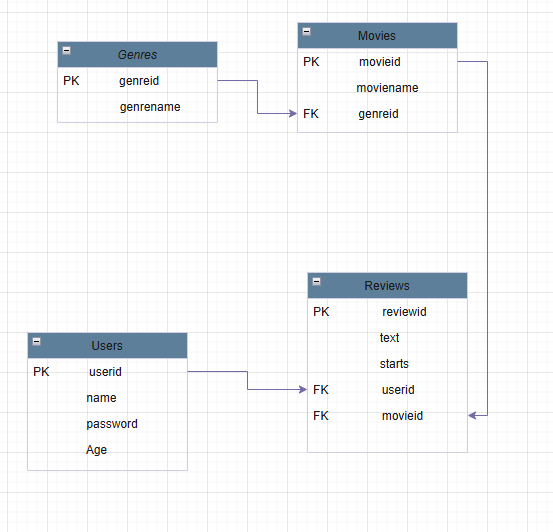 Genres
PK genreid
genrename
Movies
PK movieid
moviename
FK genreid
Reviews
PK reviewid
text
starts
FK userid
FK movieid
Users
PK userid
name
password
Age